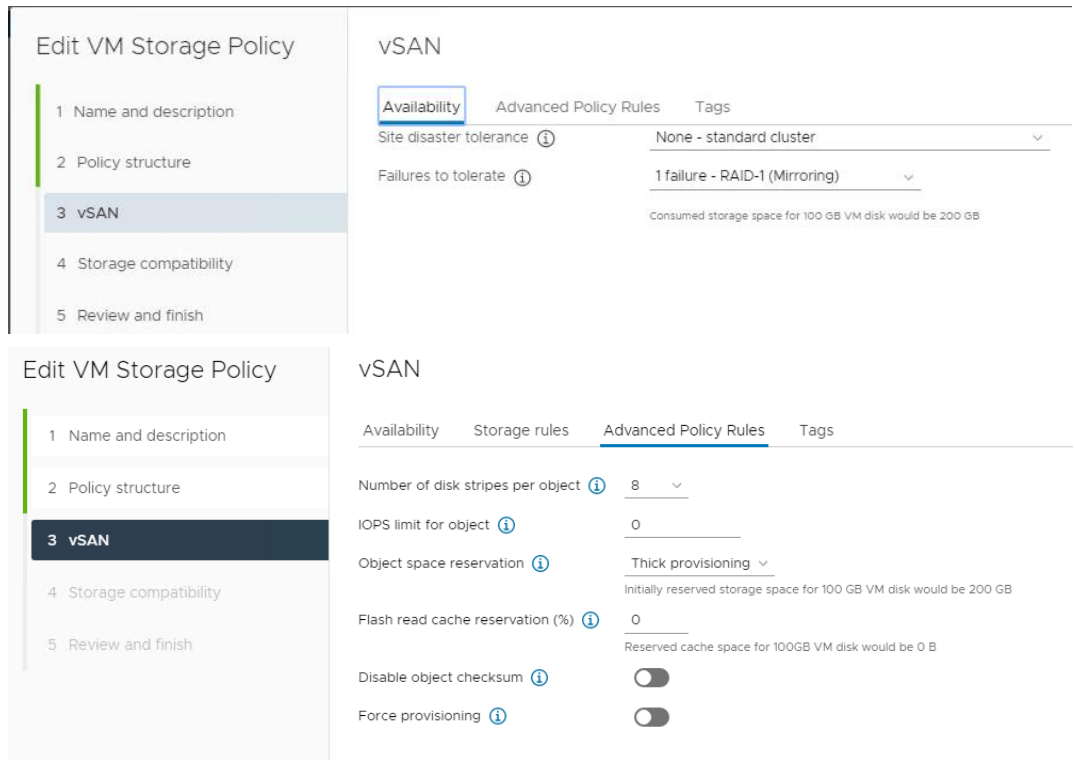 Edit VM Storage Policy
1 Name and description
2 Policy structure
3 vSAN
4 Storage compatibility
5 Review and finish
vSAN
Availability Advanced Policy Rules Tags
Site disaster tolerance None - standard cluster
Failures to tolerate 1 failure - RAID-1 (Mirroring)
Consumed storage space for 100 GB VM disk would be 200 GB
Edit VM Storage Policy
1 Name and description
2 Policy structure
3 vSAN
4 Storage compatibility
5 Review and finish
vSAN
Availability Storage rules Advanced Policy Rules Tags
Number of disk stripes per object 8
IOPS limit for object 0
Object space reservation Thick provisioning
Initially reserved storage space for 100 GB VM disk would be 200 GB
Flash read cache reservation (%) 0
Reserved cache space for 100GB VM disk would be 0 B
Disable object checksum
Force provisioning